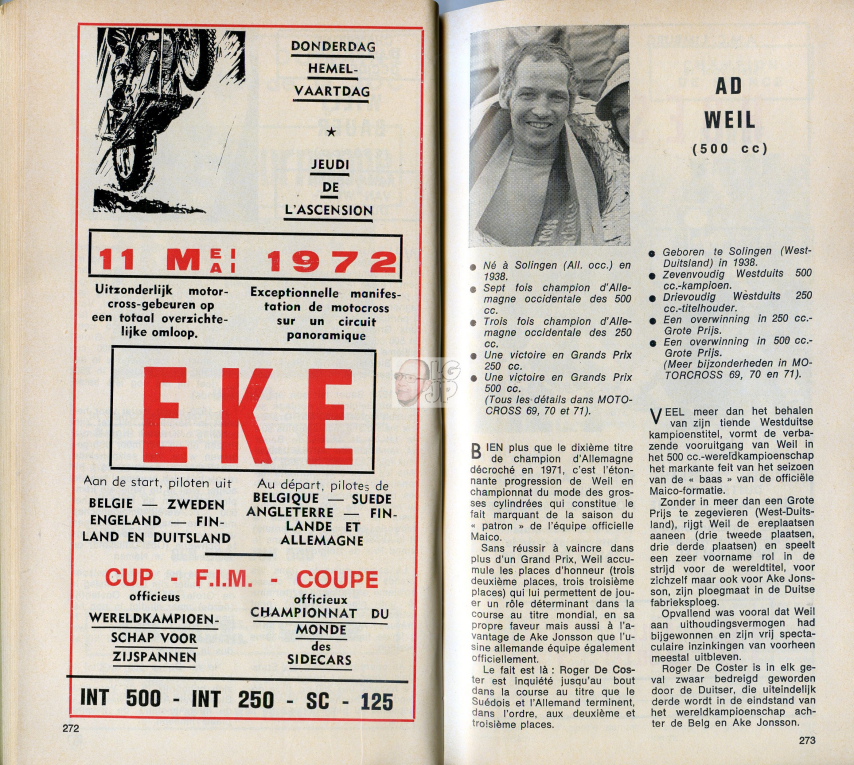 DONDERDAG
HEMEL-
VAARTDAG
★
JEUDI
DE
L'ASCENSION
11 MEI 1972
AI
Uitzonderlijk motor-
cross-gebeuren op
een totaal overzichte-
lijke omloop.
Exceptionnelle manifes-
tation de motocross
sur un circuit
panoramique
EKE
Aan de start, piloten uit
BELGIE — ZWEDEN
ENGELAND — FIN-
LAND EN DUITSLAND
Au départ, pilotes de
BELGIQUE — SUEDE
ANGLETERRE — FIN-
LANDE ET
ALLEMAGNE
CUP - F.I.M. - COUPE
officieus
WERELDKAMPIOEN-
SCHAP VOOR
ZIJSPANNEN
officieux
CHAMPIONNAT DU
MONDE
des
SIDECARS
INT 500 - INT 250 - SC - 125
272
LG
JP
AD
WEIL
(500 cc)
● Né à Solingen (All. occ.) en
1938.
● Sept fois champion d'Alle-
magne occidentale des 500
cc.
● Trois fois champion d'Alle-
magne occidentale des 250
cc.
● Une victoire en Grands Prix
250 cc.
● Une victoire en Grands Prix
500 cc.
(Tous les détails dans MOTO-
CROSS 69, 70 et 71).
BIEN plus que le dixième titre
de champion d'Allemagne
décroché en 1971, c'est l'éton-
nante progression de Weil en
championnat du mode des gros-
ses cylindrées qui constitue le
fait marquant de la saison du
« patron » de l'équipe officielle
Maico.
Sans réussir à vaincre dans
plus d'un Grand Prix, Weil accu-
mule les places d'honneur (trois
deuxième places, trois troisième
places) qui lui permettent de jou-
er un rôle déterminant dans la
course au titre mondial, en sa
propre faveur mais aussi à l'a-
vantage de Ake Jonsson que l'u-
sine allemande équipe également
officiellement.
Le fait est là : Roger De Cos-
ter est inquiété jusqu'au bout
dans la course au titre que le
Suédois et l'Allemand terminent,
dans l'ordre, aux deuxième et
troisième places.
● Geboren te Solingen (West-
Duitsland) in 1938.
● Zevenvoudig Westduits 500
cc.-kampioen.
● Drievoudig Westduits 250
cc.-titelhouder.
● Een overwinning in 250 cc.-
Grote Prijs.
● Een overwinning in 500 cc.-
Grote Prijs.
(Meer bijzonderheden in MO-
TORCROSS 69, 70 en 71).
VEEL meer dan het behalen
van zijn tiende Westduitse
kampioenstitel, vormt de verba-
zende vooruitgang van Weil in
het 500 cc.-wereldkampioenschap
het markante feit van het seizoen
van de « baas » van de officiële
Maico-formatie.
Zonder in meer dan een Grote
Prijs te zegevieren (West-Duits-
land), rijgt Weil de ereplaatsen
aaneen (drie tweede plaatsen,
drie derde plaatsen) en speelt
een zeer voorname rol in de
strijd voor de wereldtitel, voor
zichzelf maar ook voor Ake Jons-
son, zijn ploegmaat in de Duitse
fabrieksploeg.
Opvallend was vooral dat Weil
aan uithoudingsvermogen had
bijgewonnen en zijn vrij specta-
culaire inzinkingen van voorheen
meestal uitbleven.
Roger De Coster is in elk ge-
val zwaar bedreigd geworden
door de Duitser, die uiteindelijk
derde wordt in de eindstand van
het wereldkampioenschap ach-
ter de Belg en Ake Jonsson.
273